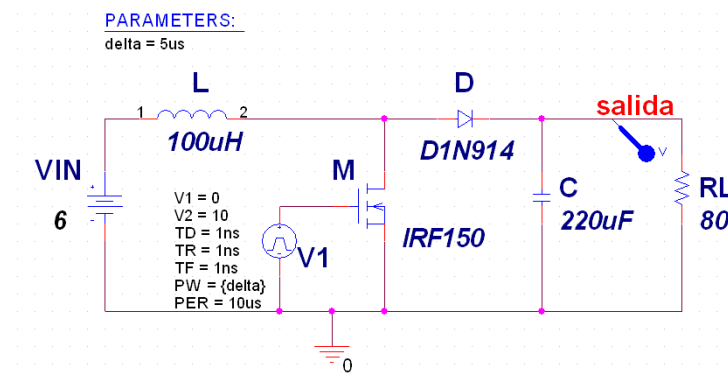 PARAMETERS:
delta = 5us
L
1
2
100uH
D
D1N914
salida
V
VIN
6
M
IRF150
V1 = 0
V2 = 10
TD = 1ns
TR = 1ns
TF = 1ns
PW = {delta}
PER = 10us
V1
C
220uF
RL
80
0